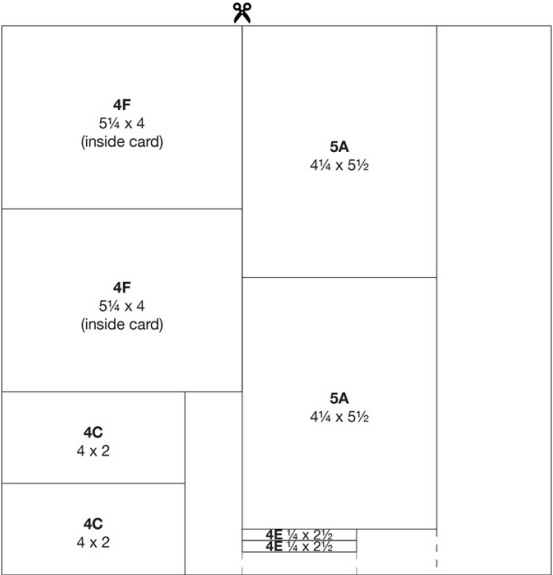 4F
5¼ x 4
(inside card)
5A
4¼ x 5½
4F
5¼ x 4
(inside card)
5A
4¼ x 5½
4C
4 x 2
4C
4 x 2
4E ¼ x 2½
4E ¼ x 2½